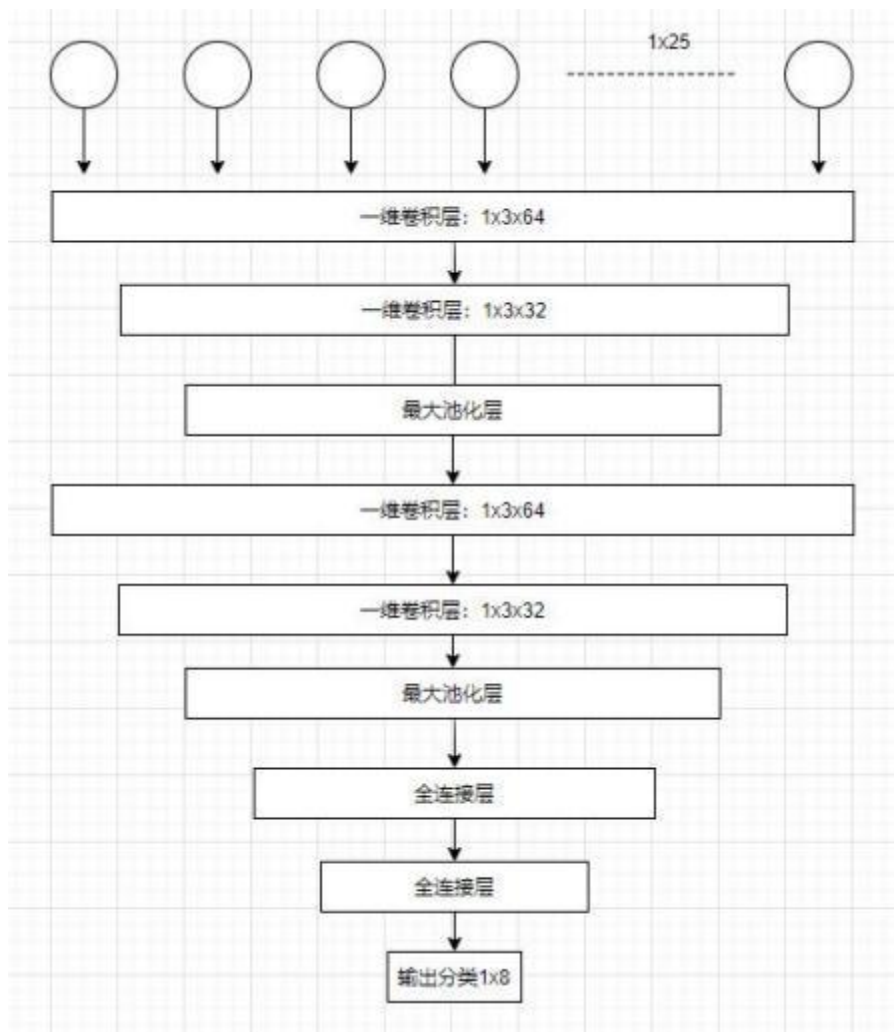 1x25
一维卷积层：1x3x64
一维卷积层：1x3x32
最大池化层
一维卷积层：1x3x64
一维卷积层：1x3x32
最大池化层
全连接层
全连接层
输出分类1x8